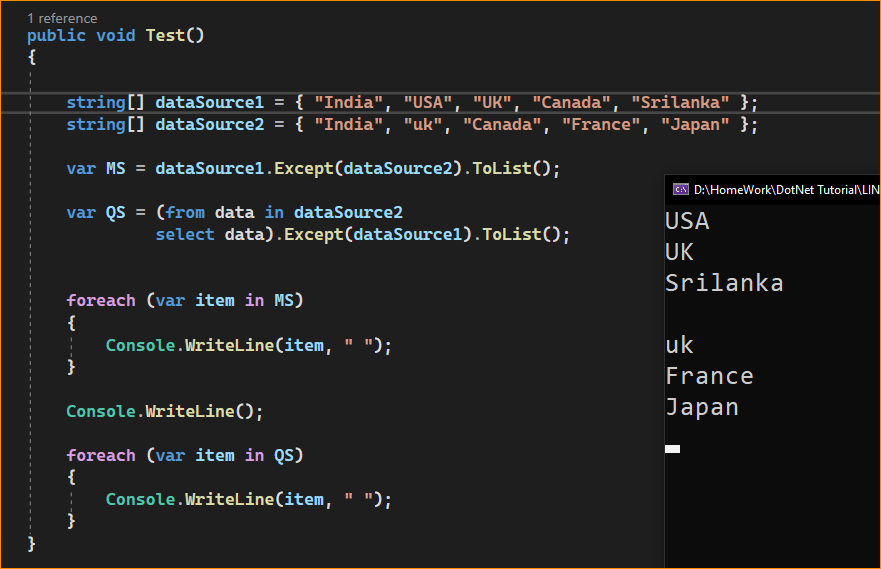 1 reference
public void Test()
{
string[] dataSource1 = { "India", "USA", "UK", "Canada", "Srilanka" };
string[] dataSource2 = { "India", "uk", "Canada", "France", "Japan" };
var MS = dataSource1.Except(dataSource2).ToList();
var QS = (from data in dataSource2
select data).Except(dataSource1).ToList();
foreach (var item in MS)
{
Console.WriteLine(item, " ");
}
Console.WriteLine();
foreach (var item in QS)
{
Console.WriteLine(item, " ");
}
}
D:\HomeWork\DotNet Tutorial\LIN
USA
UK
Srilanka
uk
France
Japan